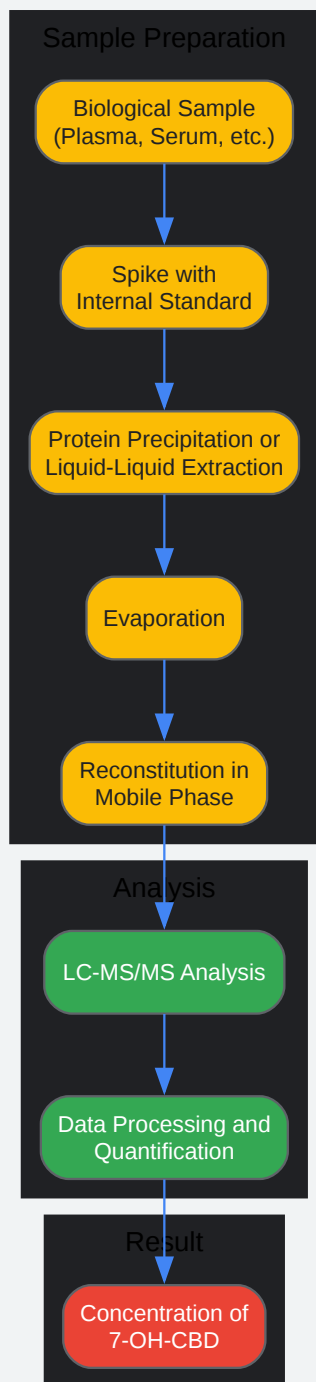 Sample Preparation
Biological Sample
(Plasma, Serum, etc.)
Spike with
Internal Standard
Protein Precipitation or
Liquid-Liquid Extraction
Evaporation
Reconstitution in
Mobile Phase
Analysis
LC-MS/MS Analysis
Data Processing and
Quantification
Result
Concentration of
7-OH-CBD